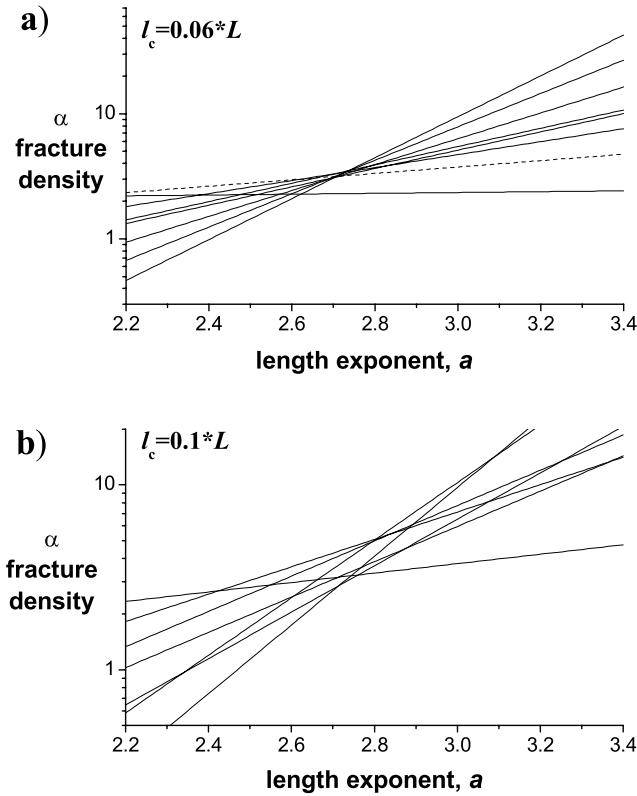 a)
l_c=0.06*L
10
1
α
fracture
density
2.2 2.4 2.6 2.8 3.0 3.2 3.4
length exponent, a
b)
l_c=0.1*L
10
1
α
fracture
density
2.2 2.4 2.6 2.8 3.0 3.2 3.4
length exponent, a